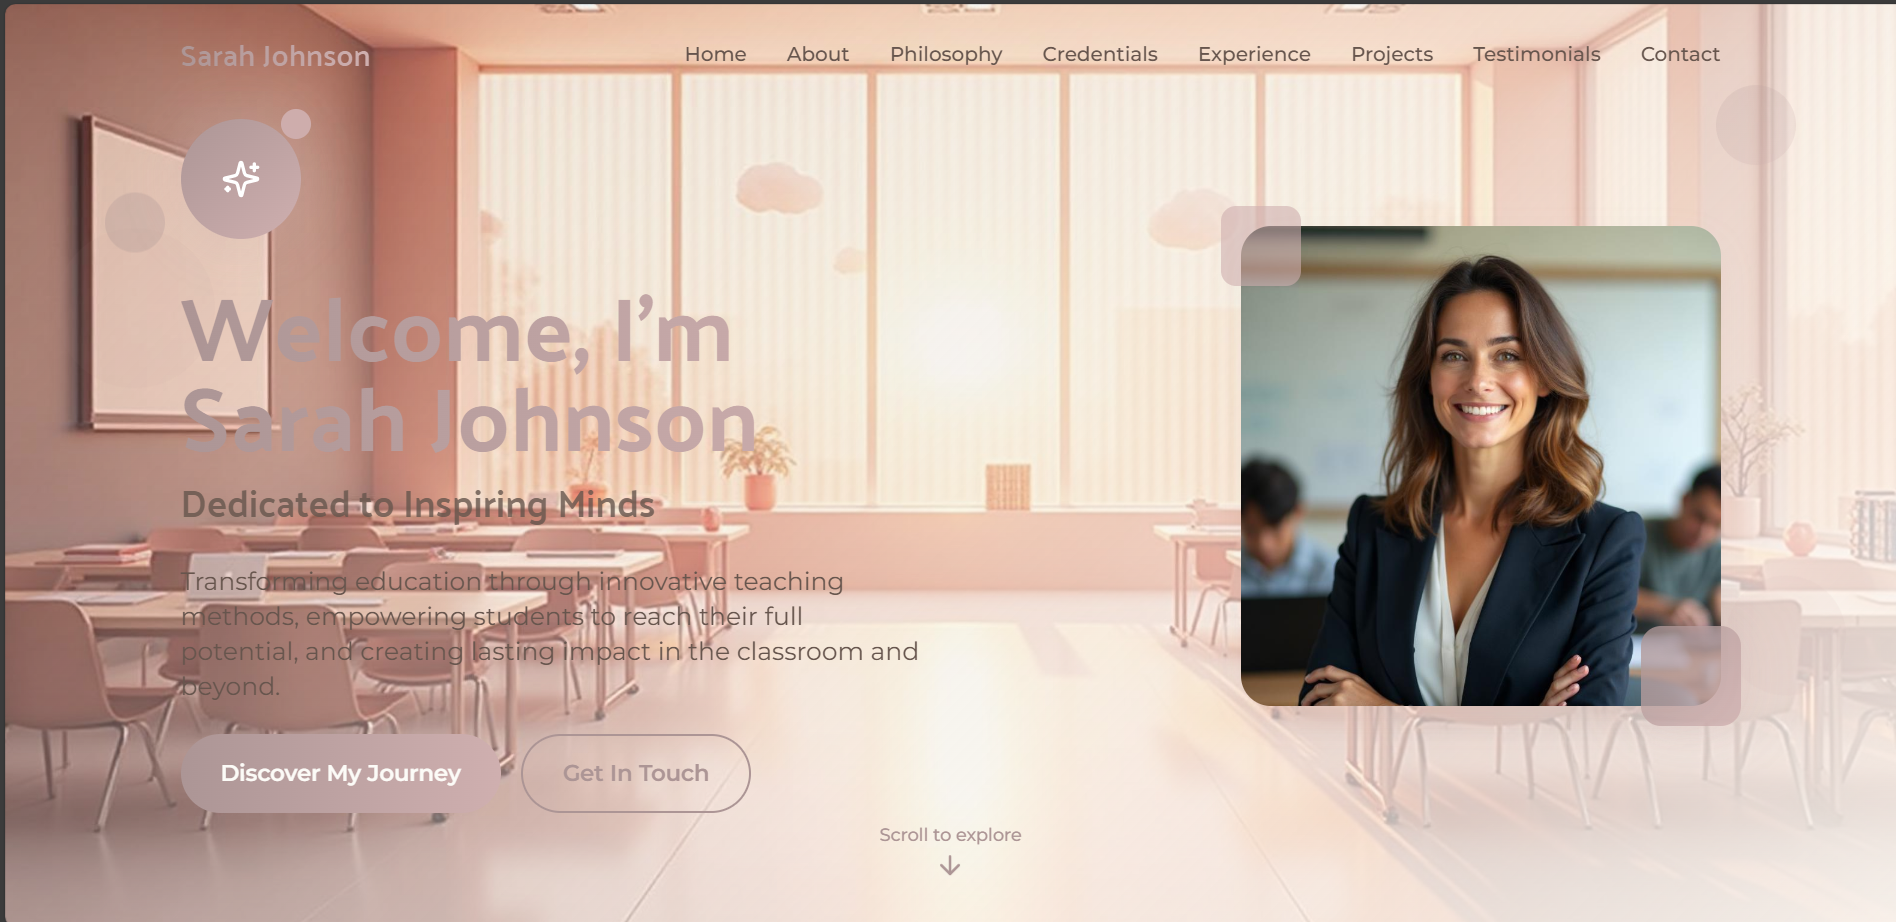 Sarah Johnson
Home
About
Philosophy
Credentials
Experience
Projects
Testimonials
Contact
Welcome, I’m
Sarah Johnson
Dedicated to Inspiring Minds
Transforming education through innovative teaching
methods, empowering students to reach their full
potential, and creating lasting impact in the classroom and
beyond.
Discover My Journey
Get In Touch
Scroll to explore